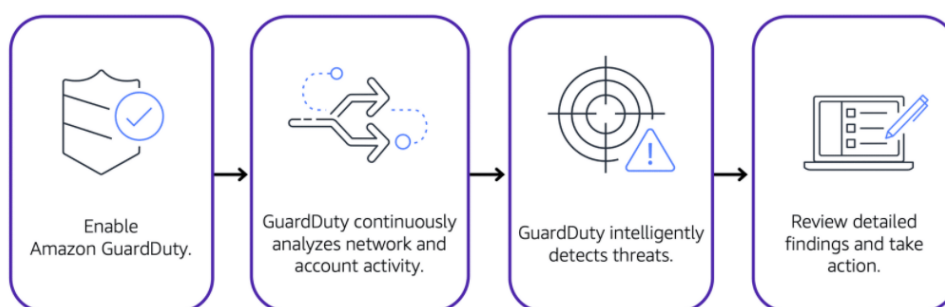 Enable
Amazon GuardDuty.
GuardDuty continuously
analyzes network and
account activity.
GuardDuty intelligently
detects threats.
Review detailed
findings and take
action.